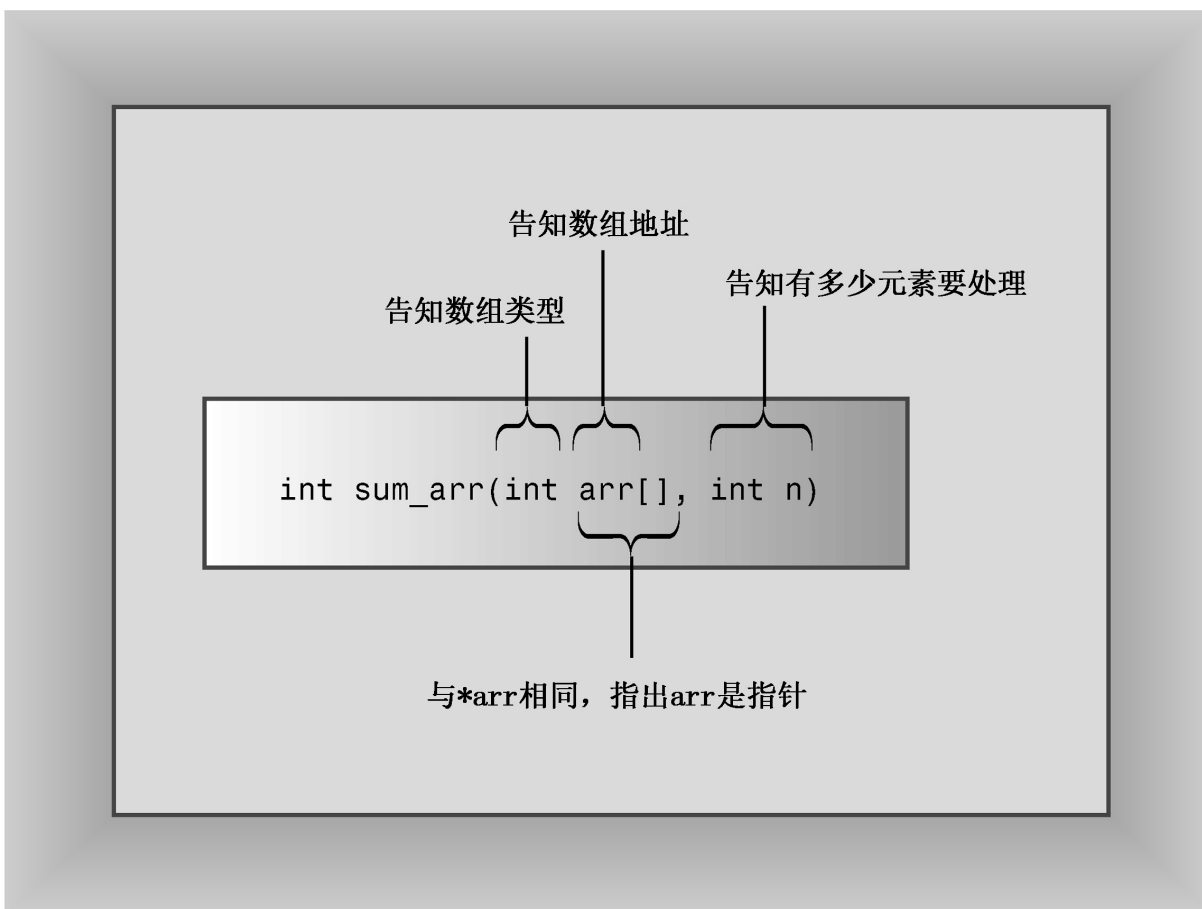 告知数组地址
告知有多少元素要处理
告知数组类型
int sum_arr(int arr[], int n)
与*arr相同，指出arr是指针